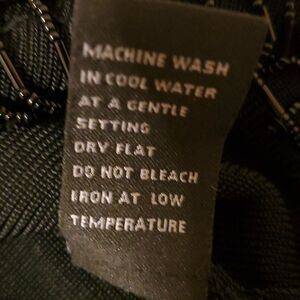 MACHINE WASH
IN COOL WATER
AT A GENTLE
SETTING
DRY FLAT
DO NOT BLEACH
IRON AT LOW
TEMPERATURE